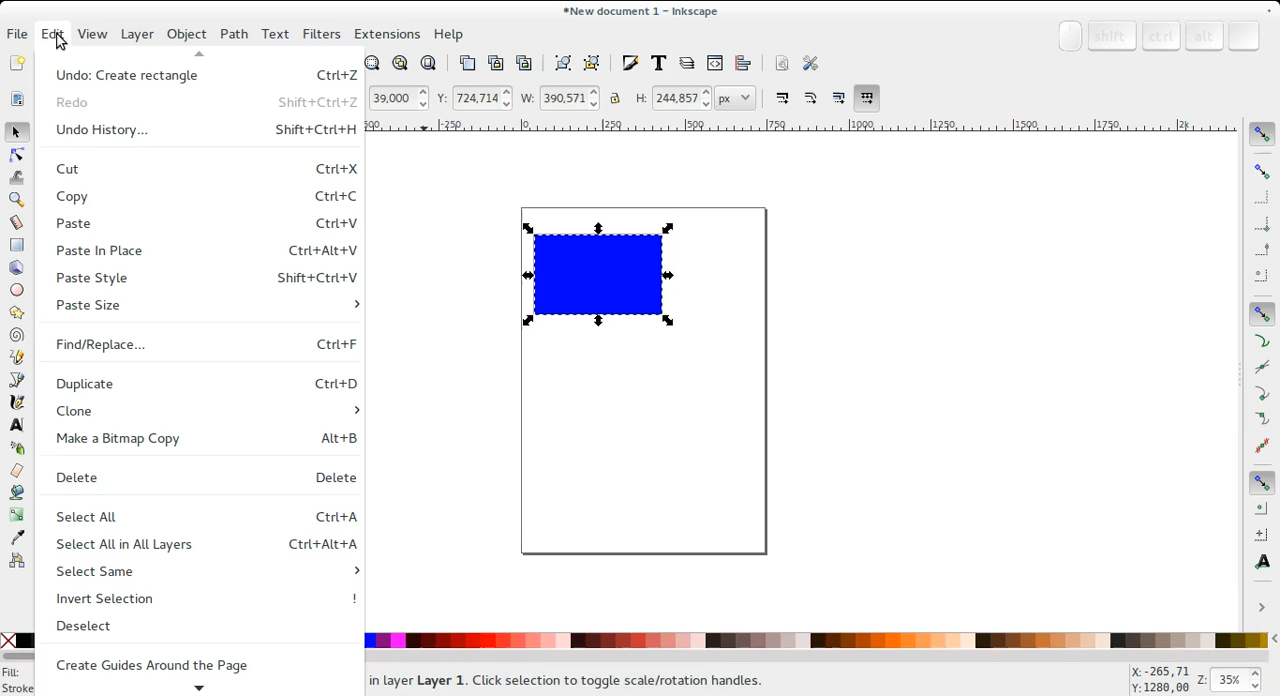 *New document 1 - Inkscape
File Edit View Layer Object Path Text Filters Extensions Help
shift ctrl alt
Undo: Create rectangle Ctrl+Z
Redo Shift+Ctrl+Z
39,000 Y: 724,714 W: 390,571 H: 244,857 px
Undo History... Shift+Ctrl+H
500 -250 0 250 500 750 1000 1250 1500 1750 2k
Cut Ctrl+X
Copy Ctrl+C
Paste Ctrl+V
Paste In Place Ctrl+Alt+V
Paste Style Shift+Ctrl+V
Paste Size
Find/Replace... Ctrl+F
Duplicate Ctrl+D
Clone
Make a Bitmap Copy Alt+B
Delete Delete
Select All Ctrl+A
Select All in All Layers Ctrl+Alt+A
Select Same
Invert Selection !
Deselect
Create Guides Around the Page
Fill:
Stroke
in layer Layer 1. Click selection to toggle scale/rotation handles.
X: -265,71
Y: 1280,00
Z: 35%